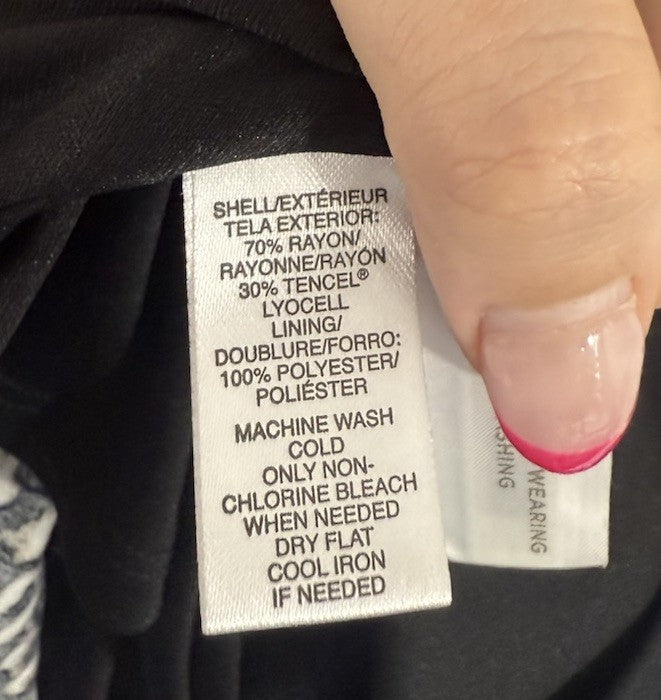 SHELL/EXTÉRIEUR
TELA EXTERIOR:
70% RAYON/
RAYONNE/RAYÓN
30% TENCEL®
LYOCELL
LINING/
DOUBLURE/FORRO:
100% POLYESTER/
POLIÉSTER
MACHINE WASH
COLD
ONLY NON-
CHLORINE BLEACH
WHEN NEEDED
DRY FLAT
COOL IRON
IF NEEDED
WEARING